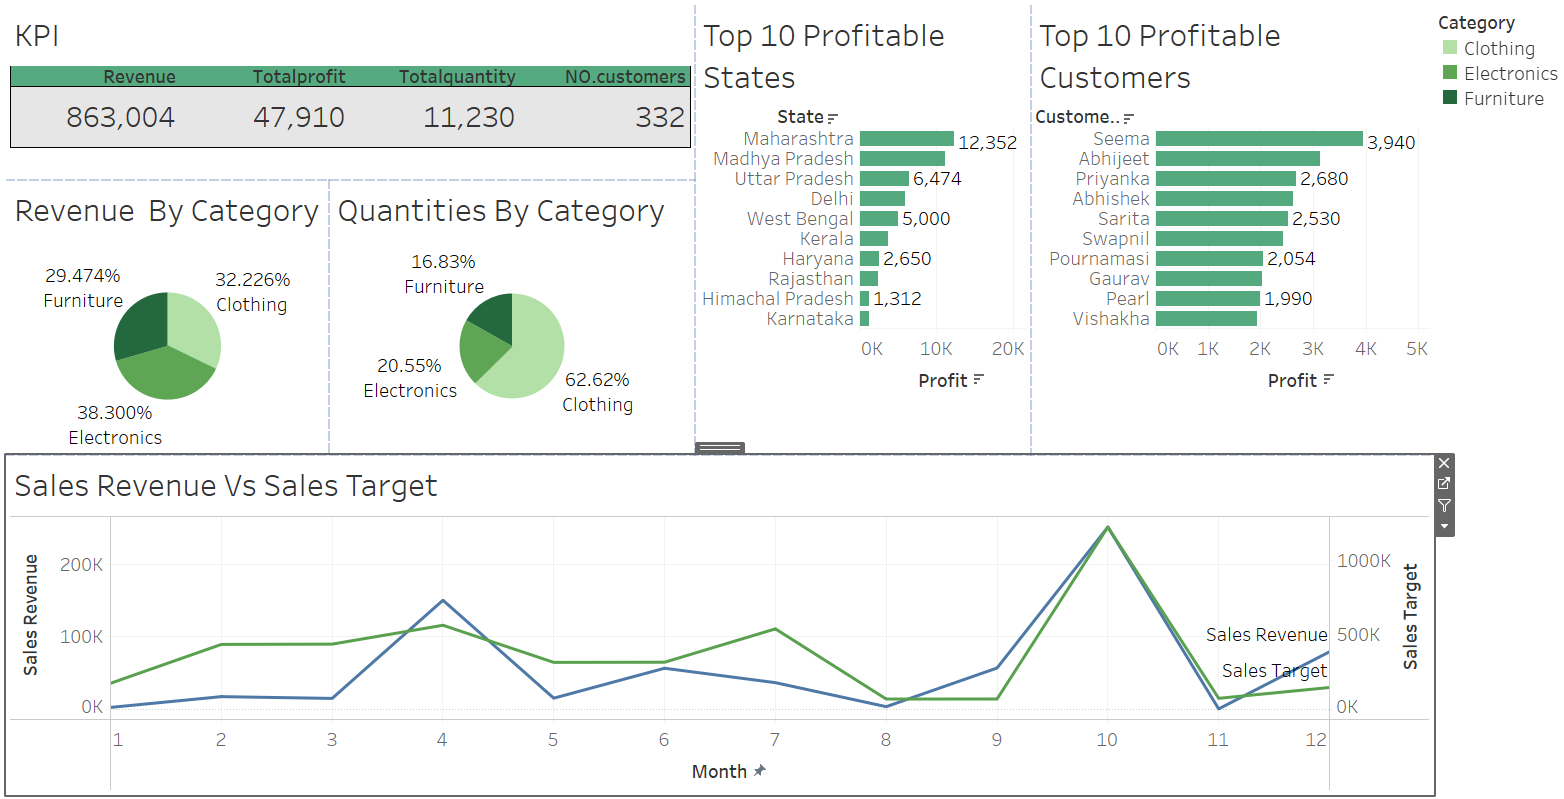 KPI
Revenue Totalprofit Totalquantity NO.customers
863,004 47,910 11,230 332
Revenue By Category
29.474%
Furniture
32.226%
Clothing
38.300%
Electronics
Quantities By Category
16.83%
Furniture
20.55%
Electronics
62.62%
Clothing
Top 10 Profitable
States
State
Maharashtra 12,352
Madhya Pradesh
Uttar Pradesh 6,474
Delhi
West Bengal 5,000
Kerala
Haryana 2,650
Rajasthan
Himachal Pradesh 1,312
Karnataka
0K 10K 20K
Profit
Top 10 Profitable
Customers
Custome..
Seema 3,940
Abhijeet
Priyanka 2,680
Abhishek
Sarita 2,530
Swapnil
Pournamasi 2,054
Gaurav
Pearl 1,990
Vishakha
0K 1K 2K 3K 4K 5K
Profit
Category
Clothing
Electronics
Furniture
Sales Revenue Vs Sales Target
Sales Revenue
200K
100K
0K
Sales Revenue
Sales Target
1000K
500K
0K
Sales Target
1 2 3 4 5 6 7 8 9 10 11 12
Month